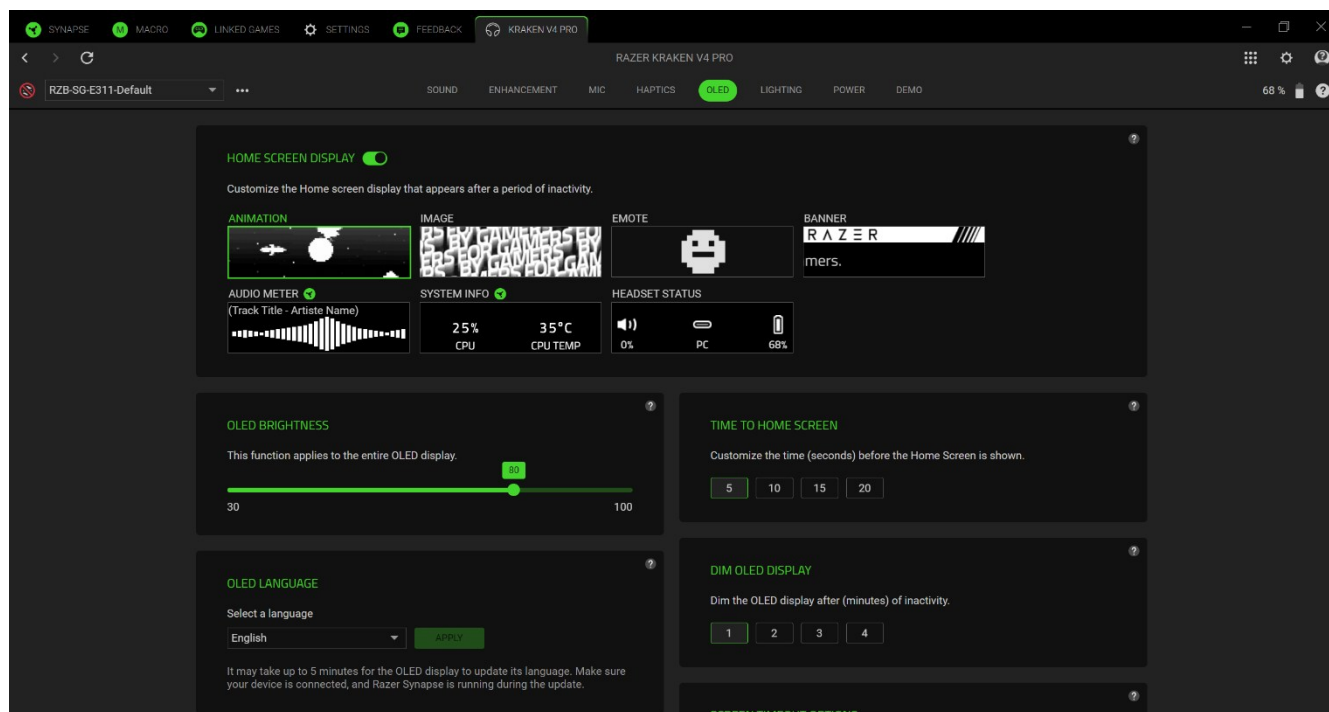 SYNAPSE MACRO LINKED GAMES SETTINGS FEEDBACK KRAKEN V4 PRO
RAZER KRAKEN V4 PRO
RZB-SG-E311-Default SOUND ENHANCEMENT MIC HAPTICS OLED LIGHTING POWER DEMO 68 %
HOME SCREEN DISPLAY
Customize the Home screen display that appears after a period of inactivity.
ANIMATION IMAGE EMOTE BANNER
RAZER
mers.
AUDIO METER SYSTEM INFO HEADSET STATUS
(Track Title - Artiste Name)
25% 35°C
CPU CPU TEMP
0% PC 68%
OLED BRIGHTNESS
This function applies to the entire OLED display.
80
30 100
TIME TO HOME SCREEN
Customize the time (seconds) before the Home Screen is shown.
5 10 15 20
OLED LANGUAGE
Select a language
English APPLY
It may take up to 5 minutes for the OLED display to update its language. Make sure
your device is connected, and Razer Synapse is running during the update.
DIM OLED DISPLAY
Dim the OLED display after (minutes) of inactivity.
1 2 3 4